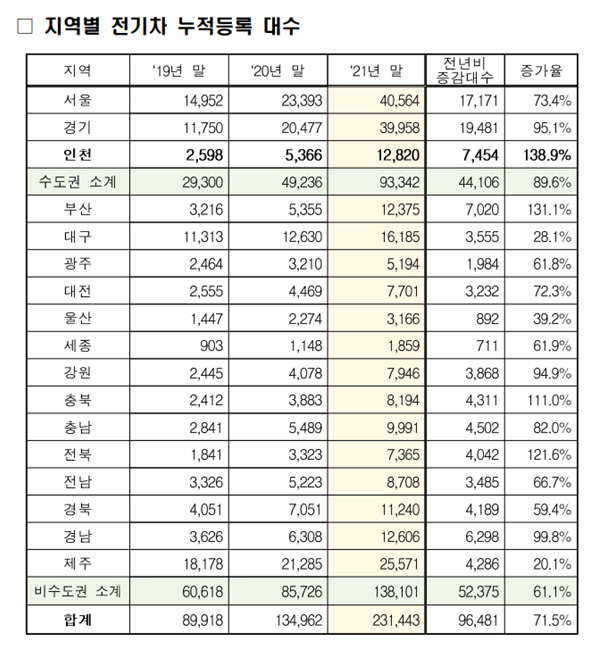 □ 지역별 전기차 누적등록 대수
지역 '19년 말 '20년 말 '21년 말 전년비 증감대수 증가율
서울 14,952 23,393 40,564 17,171 73.4%
경기 11,750 20,477 39,958 19,481 95.1%
인천 2,598 5,366 12,820 7,454 138.9%
수도권 소계 29,300 49,236 93,342 44,106 89.6%
부산 3,216 5,355 12,375 7,020 131.1%
대구 11,313 12,630 16,185 3,555 28.1%
광주 2,464 3,210 5,194 1,984 61.8%
대전 2,555 4,469 7,701 3,232 72.3%
울산 1,447 2,274 3,166 892 39.2%
세종 903 1,148 1,859 711 61.9%
강원 2,445 4,078 7,946 3,868 94.9%
충북 2,412 3,883 8,194 4,311 111.0%
충남 2,841 5,489 9,991 4,502 82.0%
전북 1,841 3,323 7,365 4,042 121.6%
전남 3,326 5,223 8,708 3,485 66.7%
경북 4,051 7,051 11,240 4,189 59.4%
경남 3,626 6,308 12,606 6,298 99.8%
제주 18,178 21,285 25,571 4,286 20.1%
비수도권 소계 60,618 85,726 138,101 52,375 61.1%
합계 89,918 134,962 231,443 96,481 71.5%